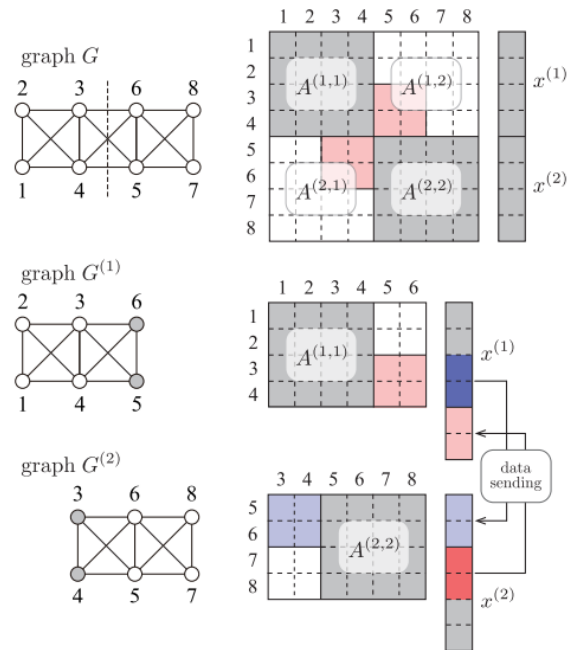 graph G
2 3 6 8
1 4 5 7
1 2 3 4 5 6 7 8
1
2
3
4
5
6
7
8
A^{(1,1)} A^{(1,2)}
A^{(2,1)} A^{(2,2)}
x^{(1)}
x^{(2)}
graph G^{(1)}
2 3 6
1 4 5
1 2 3 4 5 6
1
2
3
4
A^{(1,1)}
x^{(1)}
data
sending
graph G^{(2)}
3 6 8
4 5 7
3 4 5 6 7 8
5
6
7
8
A^{(2,2)}
x^{(2)}